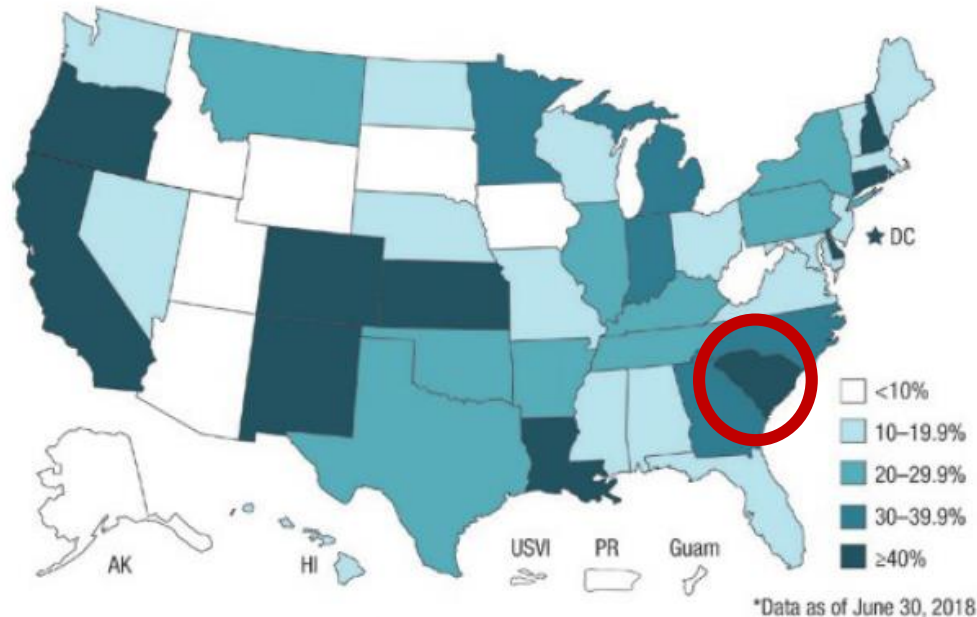 DC
<10%
10–19.9%
20–29.9%
30–39.9%
≥40%
AK
HI
USVI
PR
Guam
*Data as of June 30, 2018